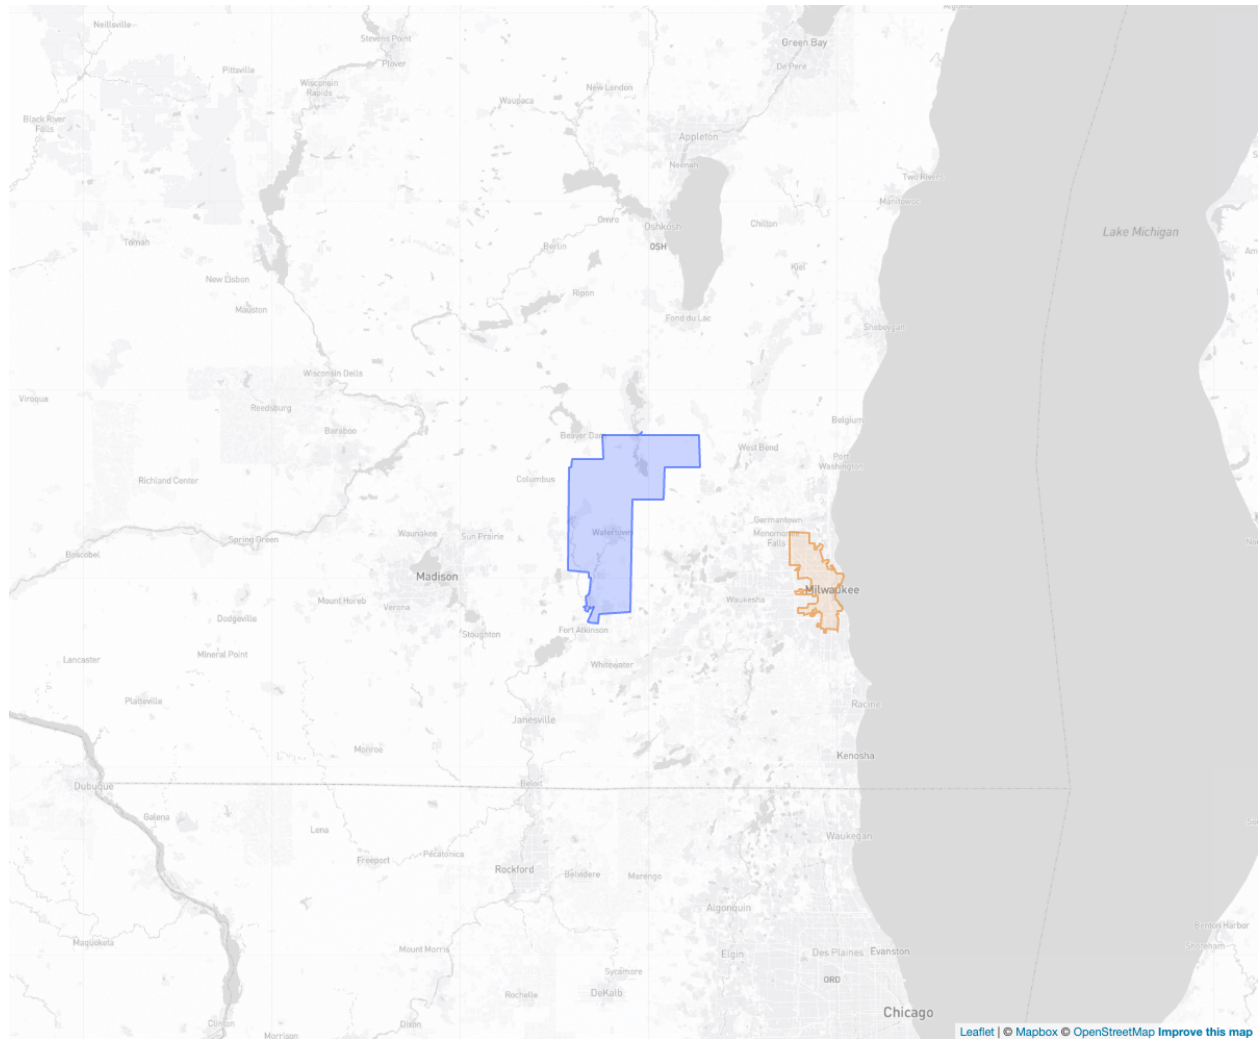 Neillsville
Stevens Point
Plover
Green Bay
De Pere
Pittsville
Wisconsin
Rapids
New London
Waupaca
Black River
Falls
Appleton
Neenah
Two Rivers
Manitowoc
Omro
Oshkosh
Chilton
OSH
Lake Michigan
Tomah
Berlin
Kiel
New Lisbon
Ripon
Mauston
Fond du Lac
Sheboygan
Wisconsin Dells
Viroqua
Reedsburg
Belgium
Baraboo
Beaver Dam
West Bend
Port
Washington
Richland Center
Columbus
Germantown
Menomonee
Falls
Waunakee
Sun Prairie
Watertown
Spring Green
Boscobel
Madison
Milwaukee
Mount Horeb
Verona
Waukesha
Dodgeville
Stoughton
Fort Atkinson
Mineral Point
Lancaster
Whitewater
Platteville
Janesville
Racine
Monroe
Kenosha
Dubuque
Beloit
Galena
Lena
Waukegan
Freeport
Pecatonica
Rockford
Belvidere
Marengo
Algonquin
Maquoketa
Mount Morris
Elgin
Des Plaines
Evanston
Benton Harbor
Shoreham
Sycamore
ORD
DeKalb
Rochelle
Chicago
Clinton
Dixon
Morrison
Leaflet | © Mapbox © OpenStreetMap Improve this map